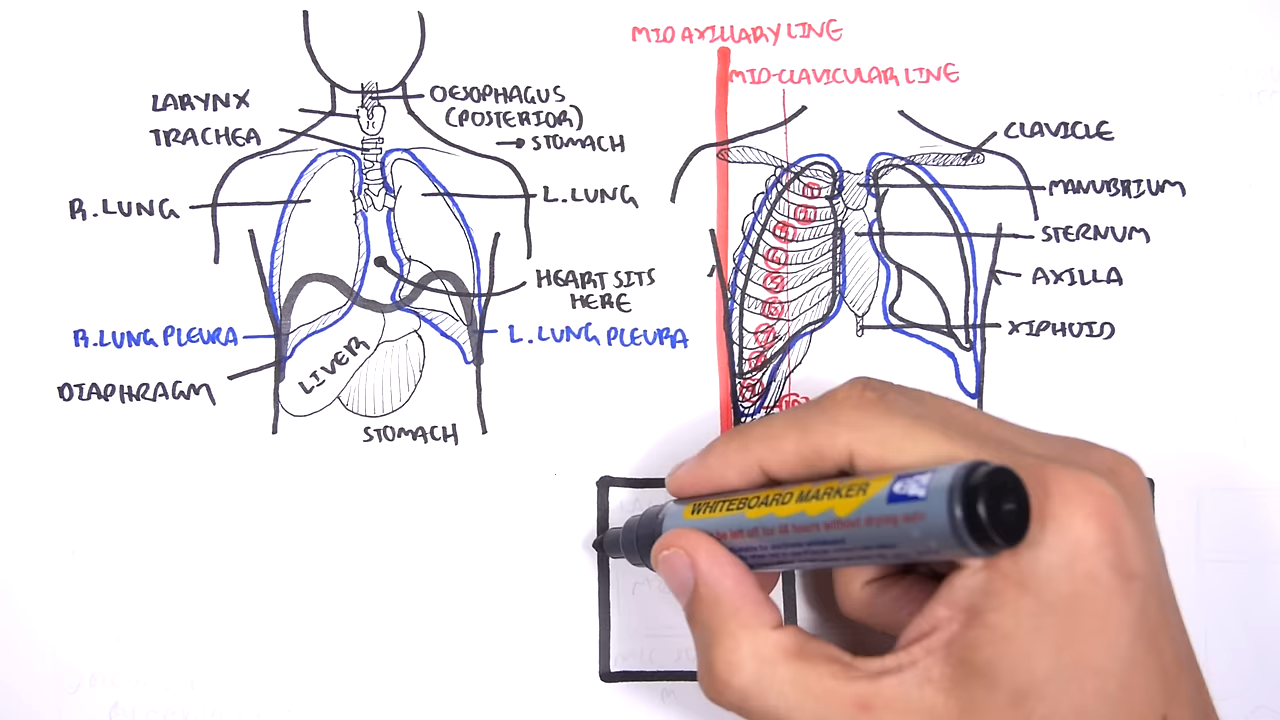 MID AXILLARY LINE
MID-CLAVICULAR LINE
LARYNX
TRACHEA
OESOPHAGUS
(POSTERIOR)
→ STOMACH
CLAVICLE
R. LUNG
L. LUNG
MANUBRIUM
STERNUM
AXILLA
HEART SITS
HERE
XIPHOID
R. LUNG PLEURA
L. LUNG PLEURA
LIVER
DIAPHRAGM
STOMACH
WHITEBOARD MARKER